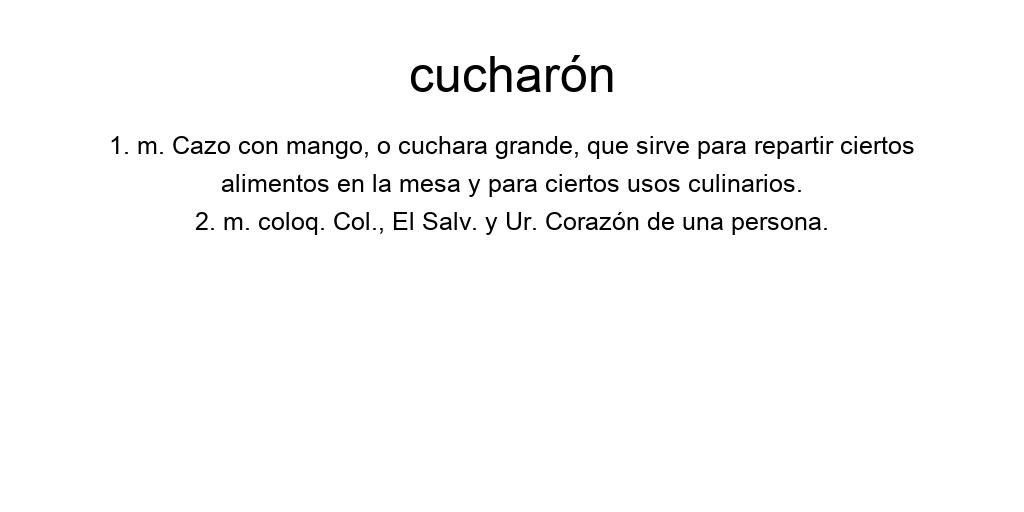 cucharón
1. m. Cazo con mango, o cuchara grande, que sirve para repartir ciertos
alimentos en la mesa y para ciertos usos culinarios.
2. m. coloq. Col., El Salv. y Ur. Corazón de una persona.